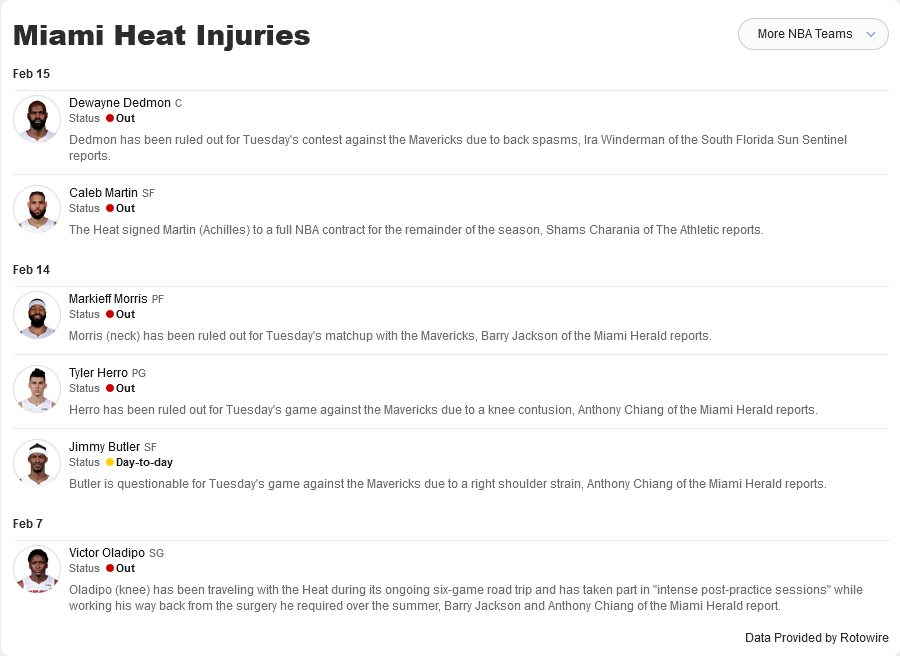 Miami Heat Injuries
More NBA Teams
Feb 15
Dewayne Dedmon C
Status Out
Dedmon has been ruled out for Tuesday's contest against the Mavericks due to back spasms, Ira Winderman of the South Florida Sun Sentinel
reports.
Caleb Martin SF
Status Out
The Heat signed Martin (Achilles) to a full NBA contract for the remainder of the season, Shams Charania of The Athletic reports.
Feb 14
Markieff Morris PF
Status Out
Morris (neck) has been ruled out for Tuesday's matchup with the Mavericks, Barry Jackson of the Miami Herald reports.
Tyler Herro PG
Status Out
Herro has been ruled out for Tuesday's game against the Mavericks due to a knee contusion, Anthony Chiang of the Miami Herald reports.
Jimmy Butler SF
Status Day-to-day
Butler is questionable for Tuesday's game against the Mavericks due to a right shoulder strain, Anthony Chiang of the Miami Herald reports.
Feb 7
Victor Oladipo SG
Status Out
Oladipo (knee) has been traveling with the Heat during its ongoing six-game road trip and has taken part in "intense post-practice sessions" while
working his way back from the surgery he required over the summer, Barry Jackson and Anthony Chiang of the Miami Herald report.
Data Provided by Rotowire